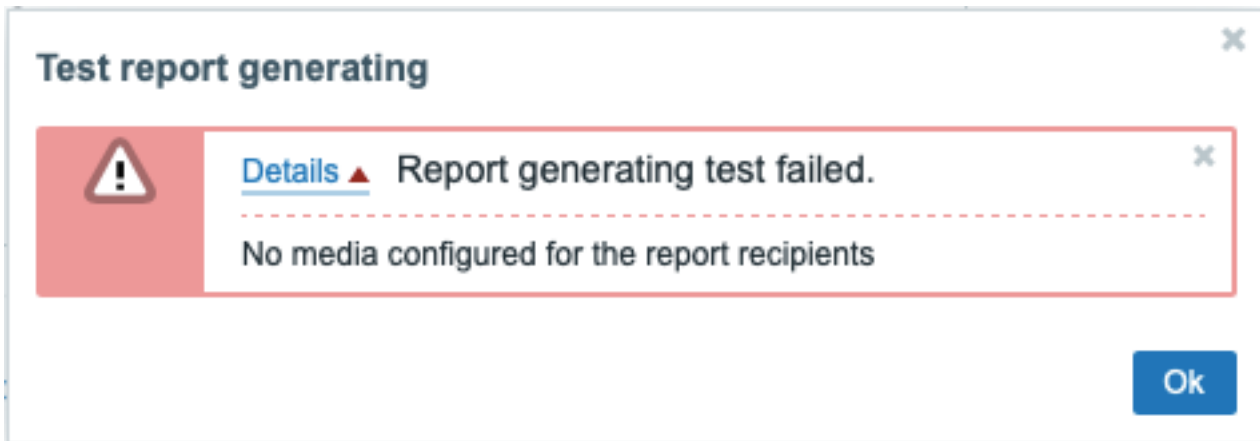 Test report generating
Details Report generating test failed.
No media configured for the report recipients
Ok